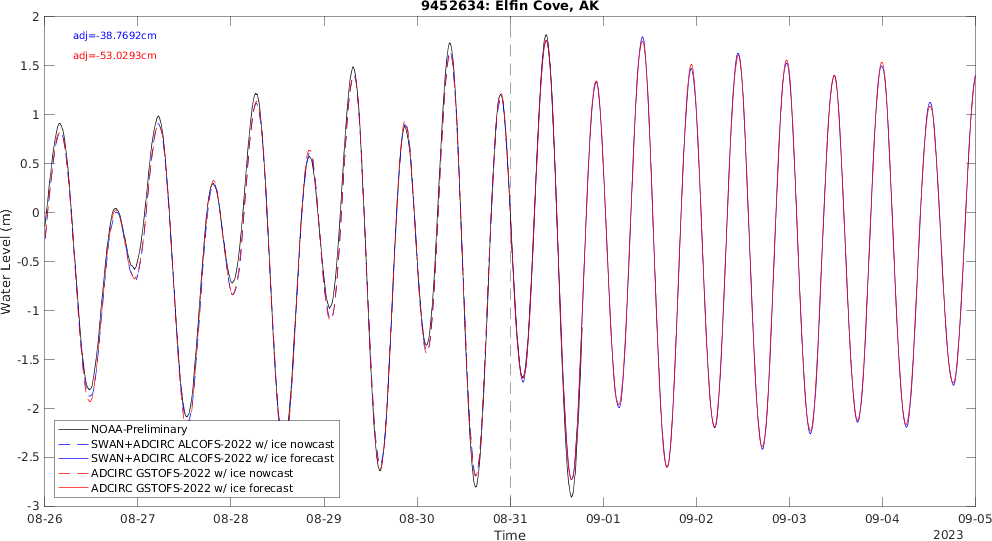 9452634: Elfin Cove, AK
adj=-38.7692cm
adj=-53.0293cm
2
1.5
1
0.5
0
-0.5
-1
-1.5
-2
-2.5
-3
Water Level (m)
NOAA-Preliminary
SWAN+ADCIRC ALCOFS-2022 w/ ice nowcast
SWAN+ADCIRC ALCOFS-2022 w/ ice forecast
ADCIRC GSTOFS-2022 w/ ice nowcast
ADCIRC GSTOFS-2022 w/ ice forecast
08-26 08-27 08-28 08-29 08-30 08-31 09-01 09-02 09-03 09-04 09-05
Time
2023